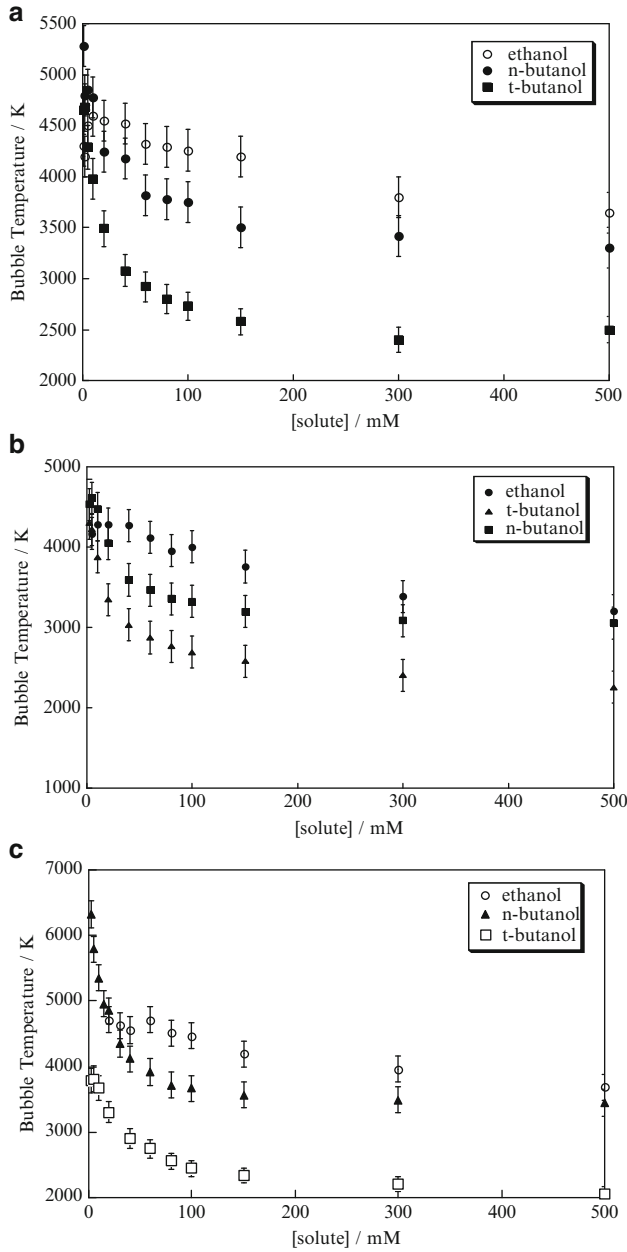 a
5500
5000
4500
4000
3500
3000
2500
2000
Bubble Temperature / K
ethanol
n-butanol
t-butanol
0
100
200
300
400
500
[solute] / mM
b
5000
4000
3000
2000
1000
Bubble Temperature / K
ethanol
t-butanol
n-butanol
0
100
200
300
400
500
[solute] / mM
c
7000
6000
5000
4000
3000
2000
Bubble Temperature / K
ethanol
n-butanol
t-butanol
0
100
200
300
400
500
[solute] / mM